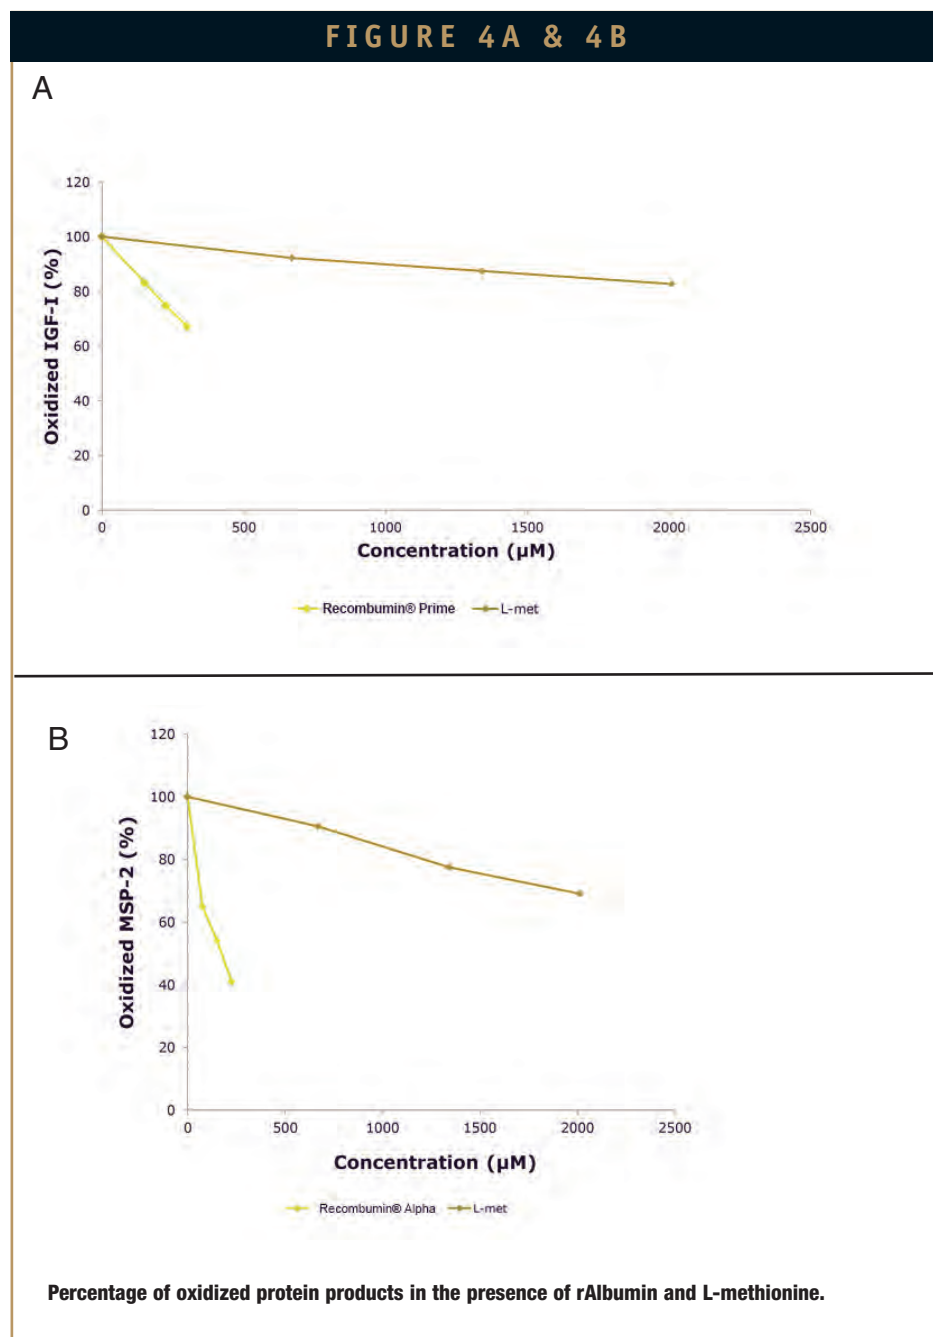 FIGURE 4A & 4B
A
120
100
80
60
40
20
0
Oxidized IGF-I (%)
0 500 1000 1500 2000 2500
Concentration (µM)
Recombumin® Prime L-met
B
120
100
80
60
40
20
0
Oxidized MSP-2 (%)
0 500 1000 1500 2000 2500
Concentration (µM)
Recombumin® Alpha L-met
Percentage of oxidized protein products in the presence of rAlbumin and L-methionine.